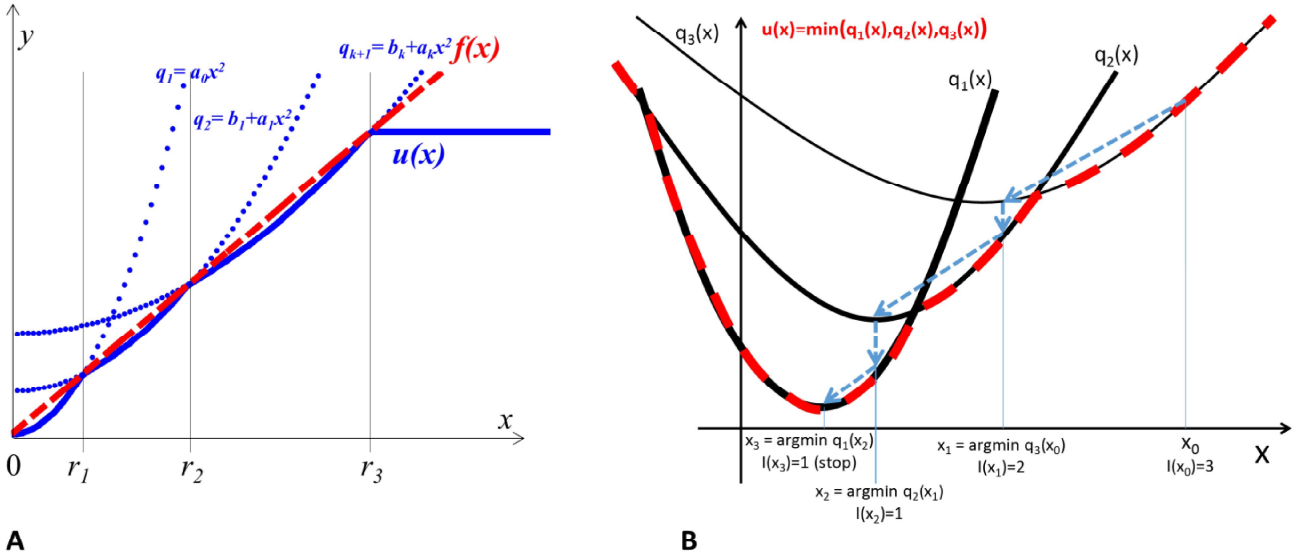 y
q1= a0x2
qk+1= bk+akx2
f(x)
q2= b1+a1x2
u(x)
x
0
r1
r2
r3
A
q3(x)
u(x)=min(q1(x),q2(x),q3(x))
q1(x)
q2(x)
x3 = argmin q1(x2)
I(x3)=1 (stop)
x2 = argmin q2(x1)
I(x2)=1
x1 = argmin q3(x0)
I(x1)=2
x0
I(x0)=3
X
B